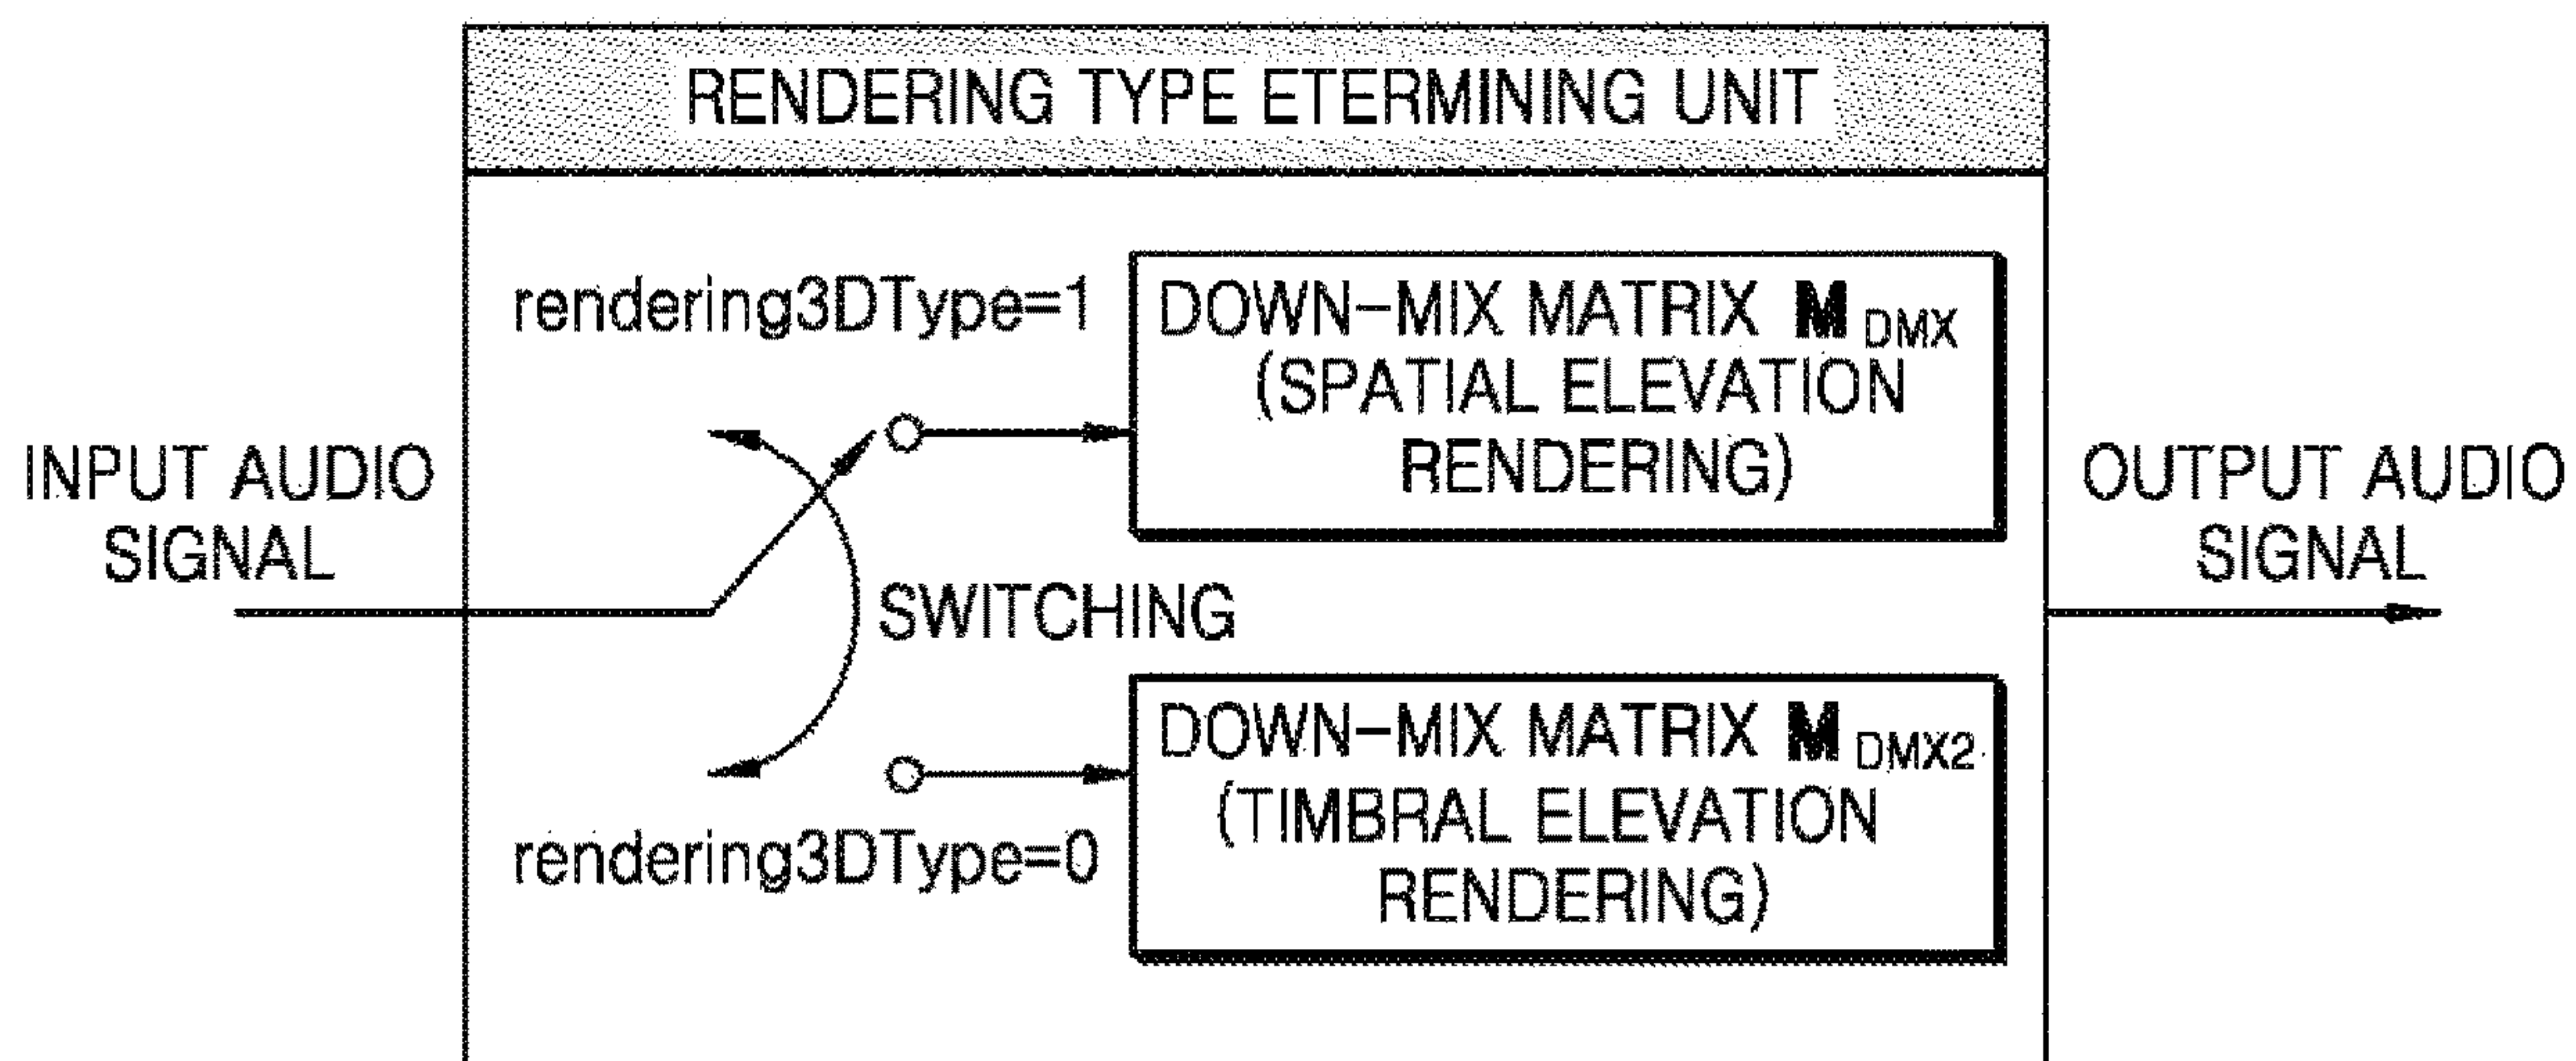 RENDERING TYPE ETERMINING UNIT
INPUT AUDIO
SIGNAL
rendering3DType=1
SWITCHING
rendering3DType=0
DOWN-MIX MATRIX M DMX
(SPATIAL ELEVATION
RENDERING)
DOWN-MIX MATRIX M DMX2
(TIMBRAL ELEVATION
RENDERING)
OUTPUT AUDIO
SIGNAL